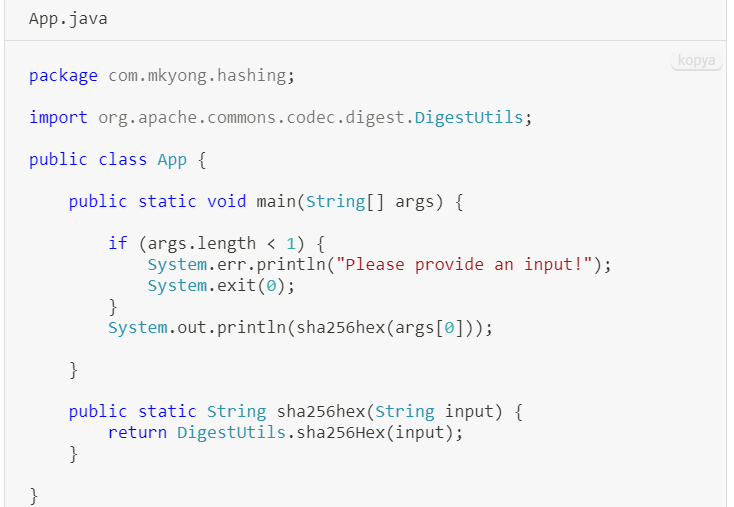 App.java
kopya
package com.mkyong.hashing;
import org.apache.commons.codec.digest.DigestUtils;
public class App {
    public static void main(String[] args) {
        if (args.length < 1) {
            System.err.println("Please provide an input!");
            System.exit(0);
        }
        System.out.println(sha256hex(args[0]));
    }
    public static String sha256hex(String input) {
        return DigestUtils.sha256Hex(input);
    }
}